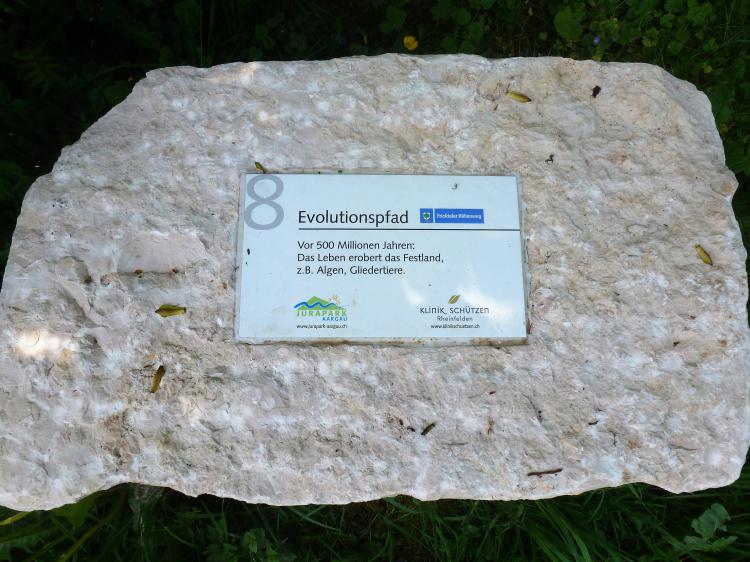 8
Evolutionspfad
Fricktaler Höhenweg
Vor 500 Millionen Jahren:
Das Leben erobert das Festland,
z.B. Algen, Gliedertiere.
JURAPARK
AARGAU
www.jurapark-aargau.ch
KLINIK SCHÜTZEN
Rheinfelden
www.klinikschuetzen.ch